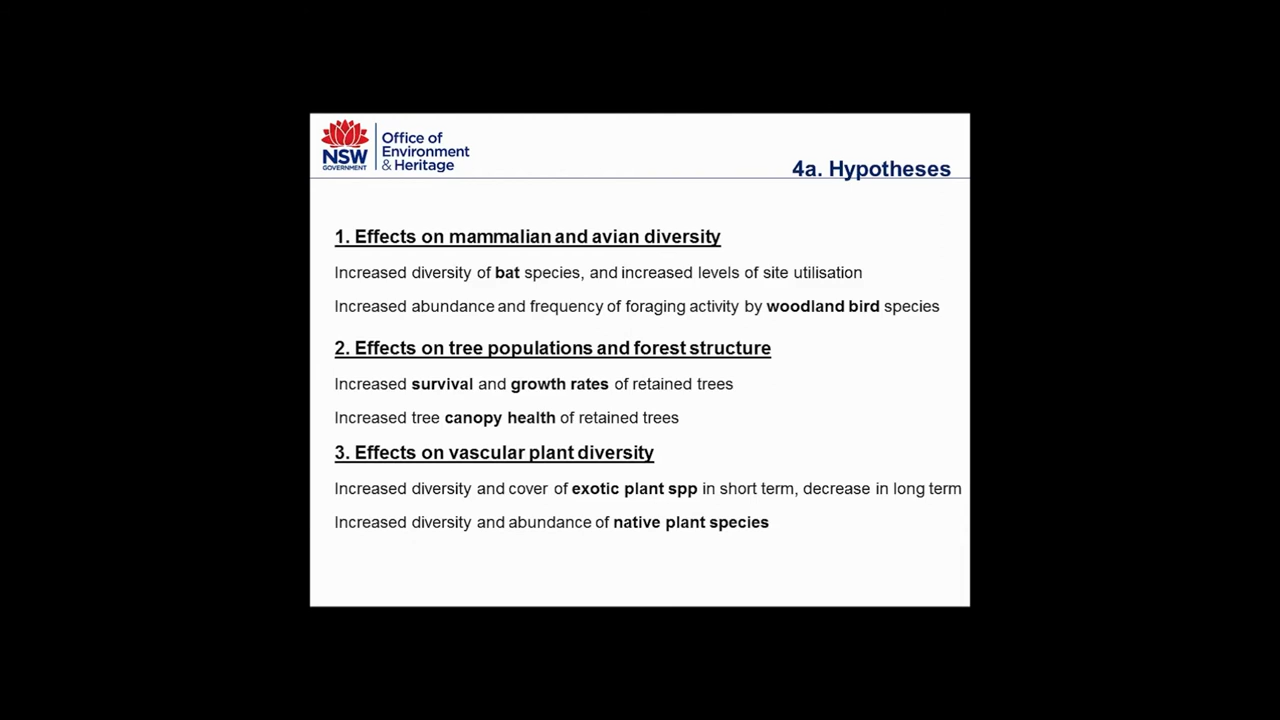 NSW
GOVERNMENT
Office of
Environment
& Heritage
4a. Hypotheses
1. Effects on mammalian and avian diversity
Increased diversity of bat species, and increased levels of site utilisation
Increased abundance and frequency of foraging activity by woodland bird species
2. Effects on tree populations and forest structure
Increased survival and growth rates of retained trees
Increased tree canopy health of retained trees
3. Effects on vascular plant diversity
Increased diversity and cover of exotic plant spp in short term, decrease in long term
Increased diversity and abundance of native plant species